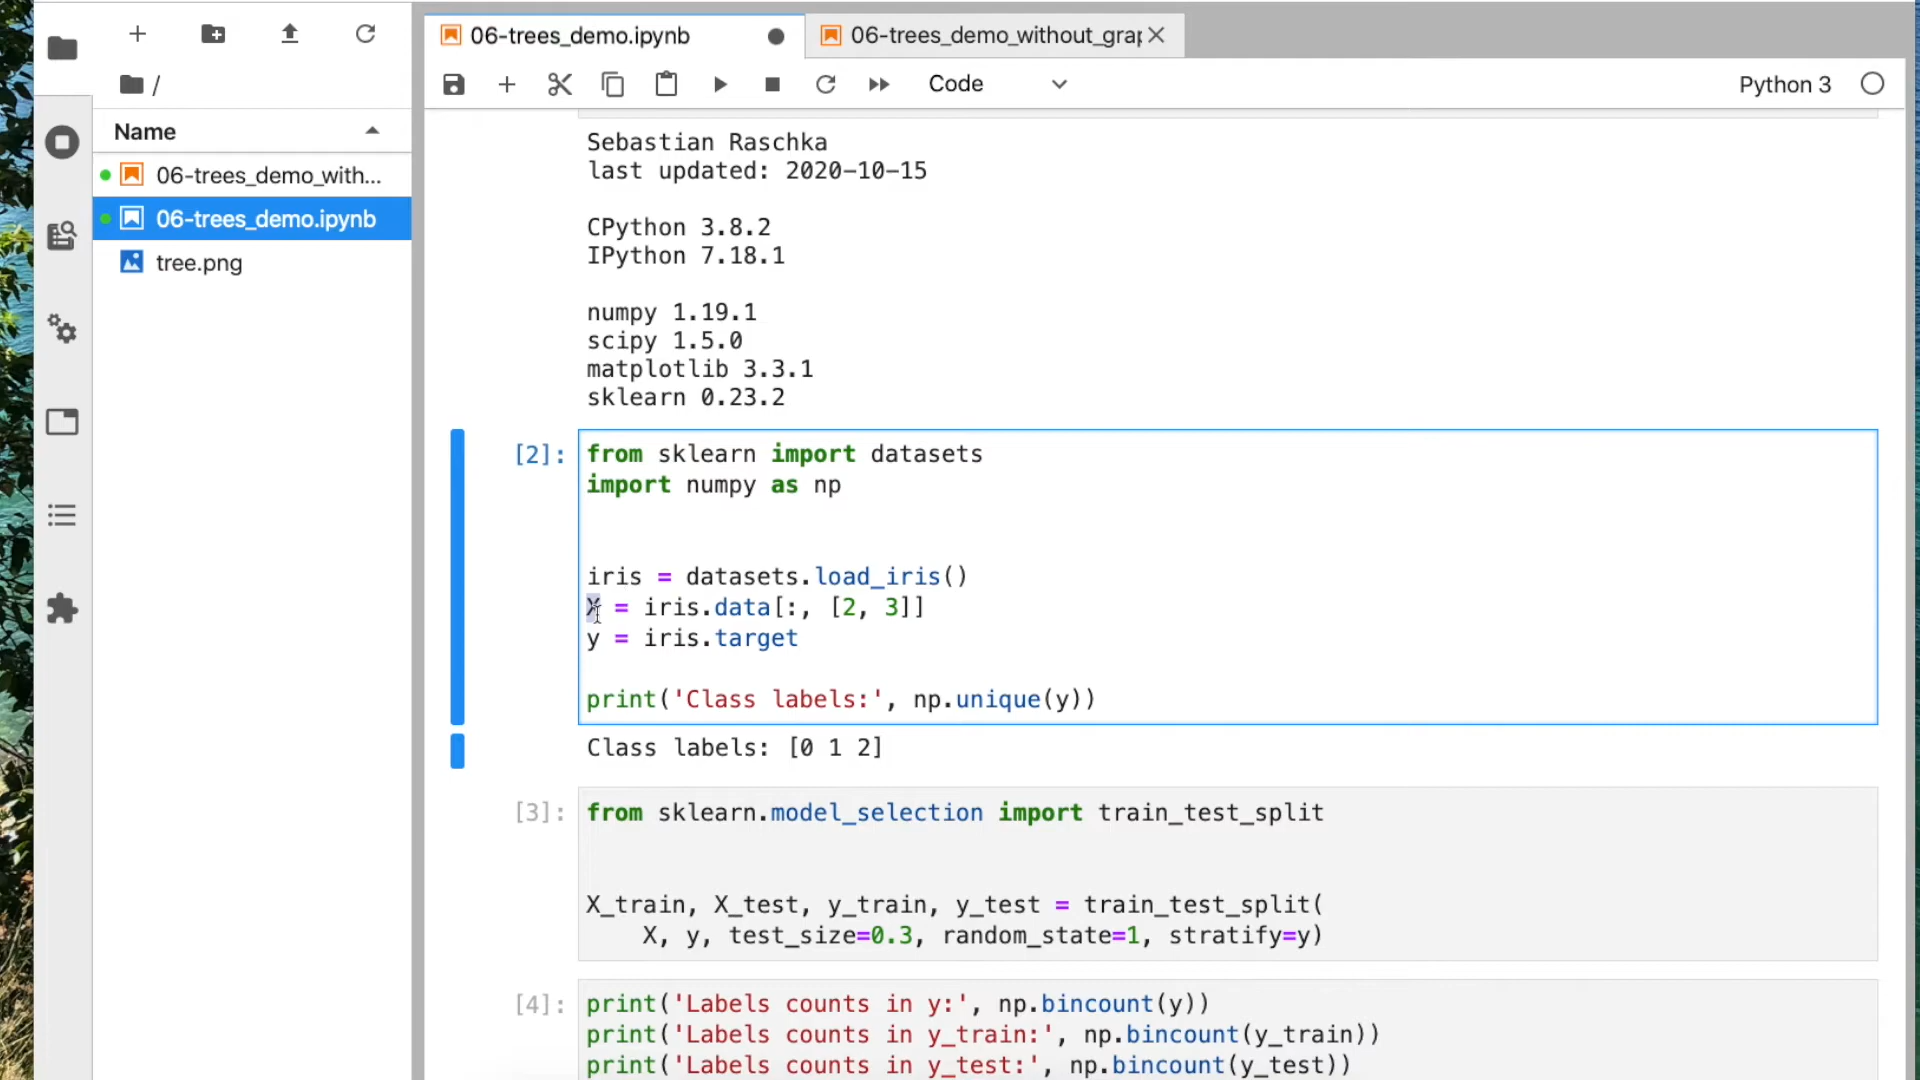 06-trees_demo.ipynb
06-trees_demo_without_grap
/
Code
Python 3
Name
06-trees_demo_with...
06-trees_demo.ipynb
tree.png
Sebastian Raschka
last updated: 2020-10-15
CPython 3.8.2
IPython 7.18.1
numpy 1.19.1
scipy 1.5.0
matplotlib 3.3.1
sklearn 0.23.2
[2]: from sklearn import datasets
import numpy as np
iris = datasets.load_iris()
X = iris.data[:, [2, 3]]
y = iris.target
print('Class labels:', np.unique(y))
Class labels: [0 1 2]
[3]: from sklearn.model_selection import train_test_split
X_train, X_test, y_train, y_test = train_test_split(
X, y, test_size=0.3, random_state=1, stratify=y)
[4]: print('Labels counts in y:', np.bincount(y))
print('Labels counts in y_train:', np.bincount(y_train))
print('Labels counts in y_test:', np.bincount(y_test))